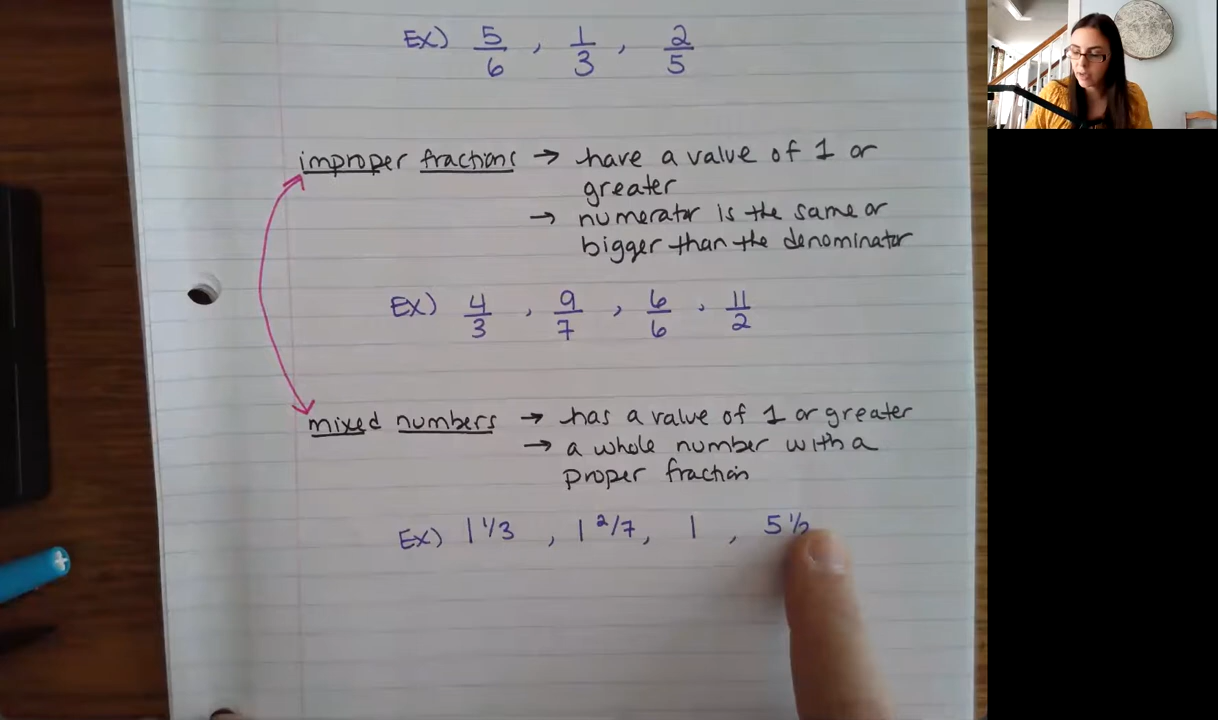 Ex) 5/6 , 1/3 , 2/5
improper fractions → have a value of 1 or
greater
→ numerator is the same or
bigger than the denominator
Ex) 4/3 , 9/7 , 6/6 , 11/2
mixed numbers → has a value of 1 or greater
→ a whole number with a
proper fraction
Ex) 1 1/3 , 1 2/7 , 1 , 5 1/2